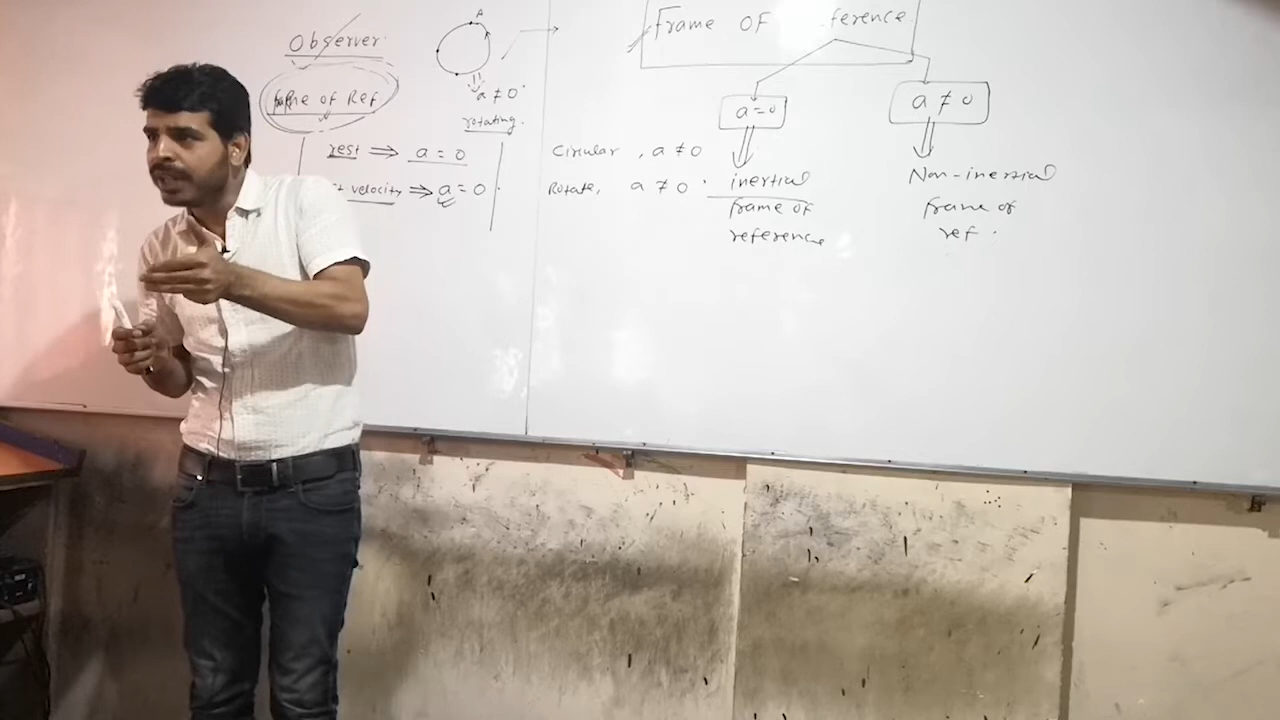 Observer
frame of Ref
rest ⇒ a = 0
t velocity ⇒ a = 0
A
a ≠ 0
rotating
Circular, a ≠ 0
Rotate, a ≠ 0
Frame of ference
a = 0
inertial
frame of
reference
a ≠ 0
Non-inertial
frame of
ref.